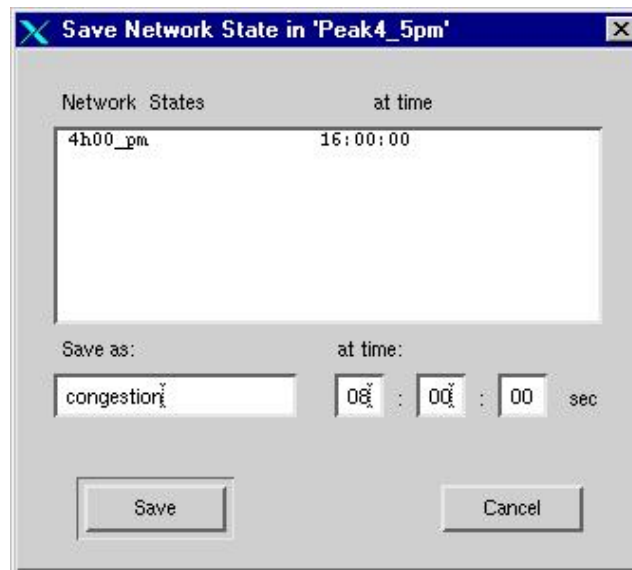 Save Network State in 'Peak4_5pm'
Network States at time
4h00_pm 16:00:00
Save as: at time:
congestion 08 : 00 : 00 sec
Save Cancel